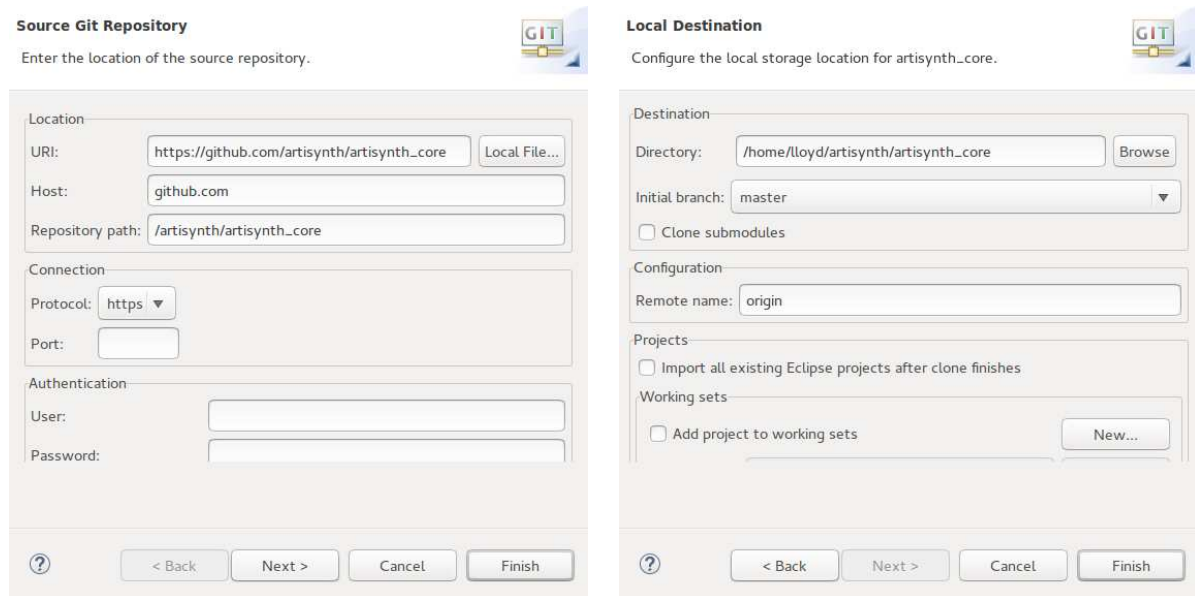 Source Git Repository
GIT
Enter the location of the source repository.
Location
URI: https://github.com/artisynth/artisynth_core Local File...
Host: github.com
Repository path: /artisynth/artisynth_core
Connection
Protocol: https
Port:
Authentication
User:
Password:
? < Back Next > Cancel Finish
Local Destination
GIT
Configure the local storage location for artisynth_core.
Destination
Directory: /home/lloyd/artisynth/artisynth_core Browse
Initial branch: master
Clone submodules
Configuration
Remote name: origin
Projects
Import all existing Eclipse projects after clone finishes
Working sets
Add project to working sets New...
? < Back Next > Cancel Finish